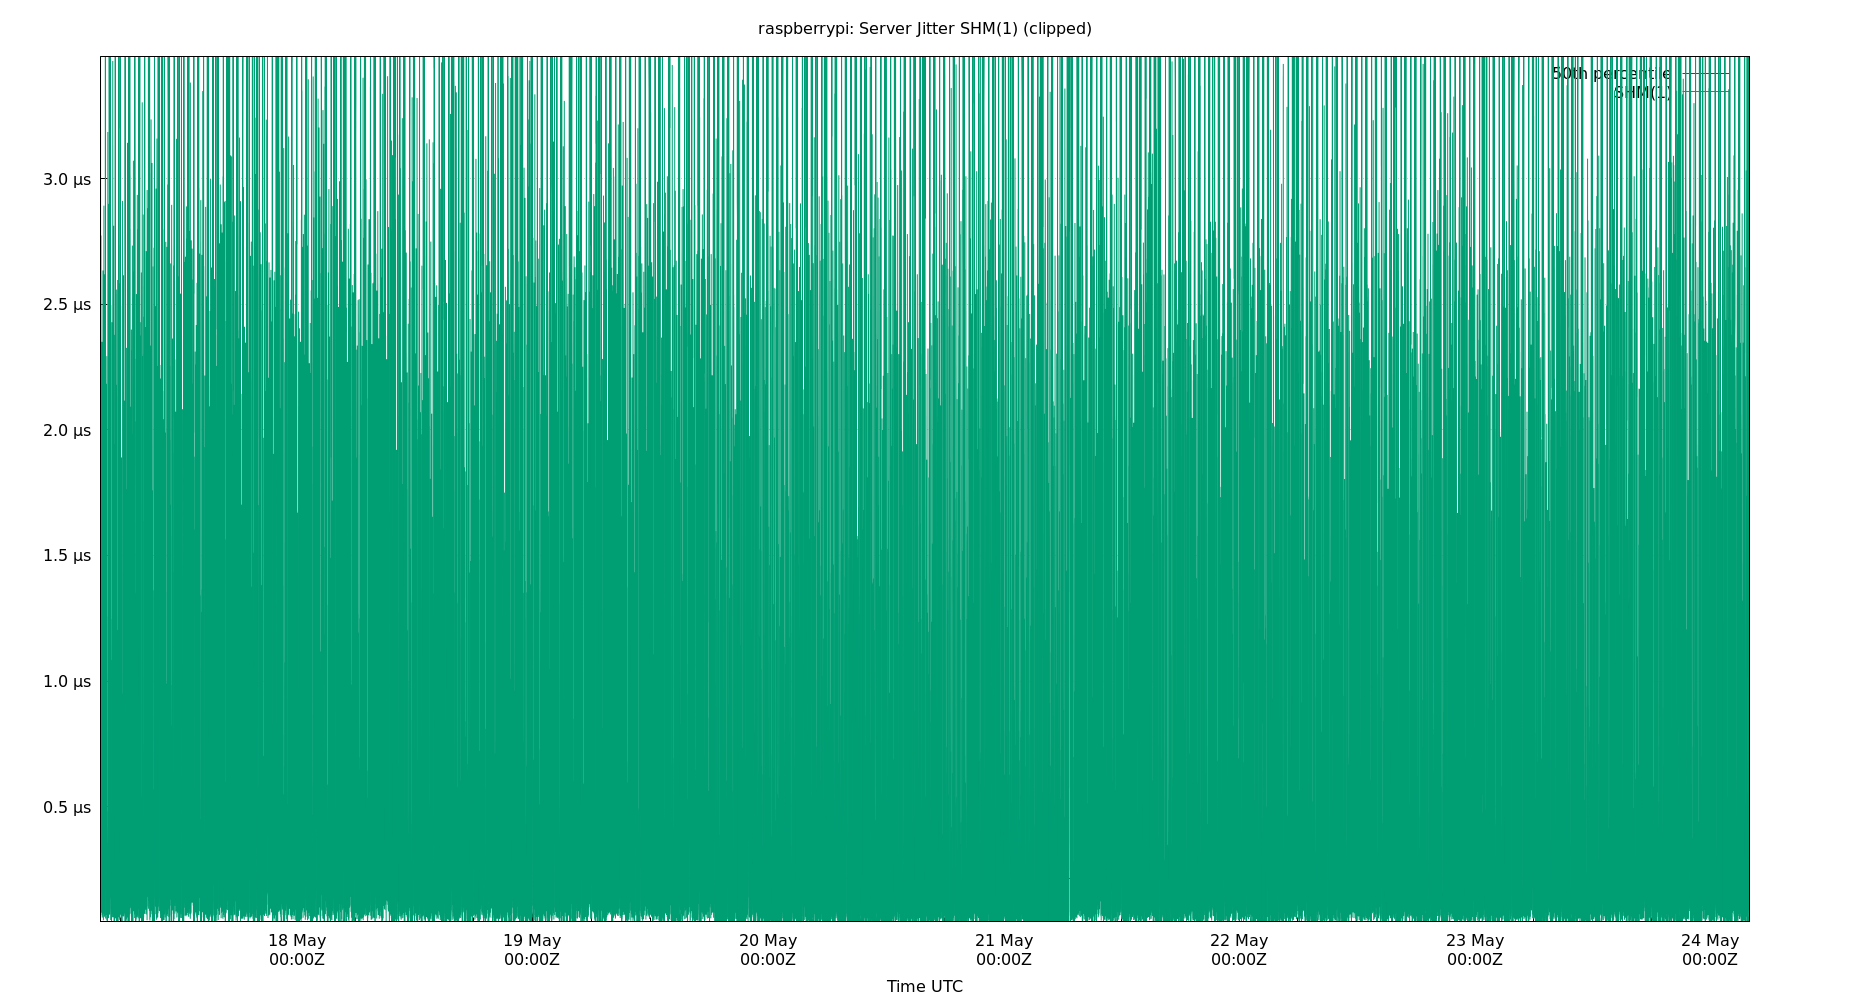 raspberrypi: Server Jitter SHM(1) (clipped)
50th percentile
SHM(1)
3.0 µs
2.5 µs
2.0 µs
1.5 µs
1.0 µs
0.5 µs
18 May 19 May 20 May 21 May 22 May 23 May 24 May
00:00Z 00:00Z 00:00Z 00:00Z 00:00Z 00:00Z 00:00Z
Time UTC